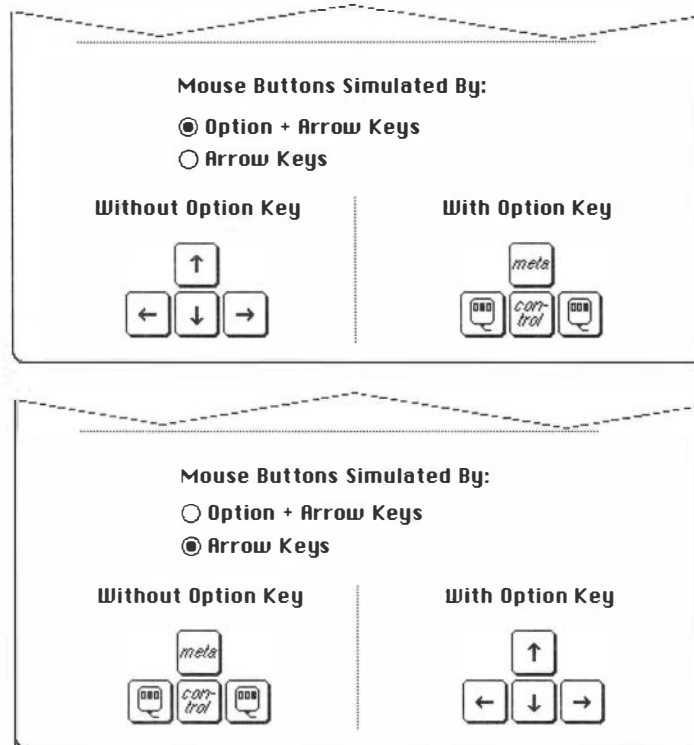 Mouse Buttons Simulated By:
Option + Arrow Keys
Arrow Keys
Without Option Key With Option Key
↑ meta
← ↓ → con-
trol
Mouse Buttons Simulated By:
Option + Arrow Keys
Arrow Keys
Without Option Key With Option Key
meta ↑
con-
trol ← ↓ →